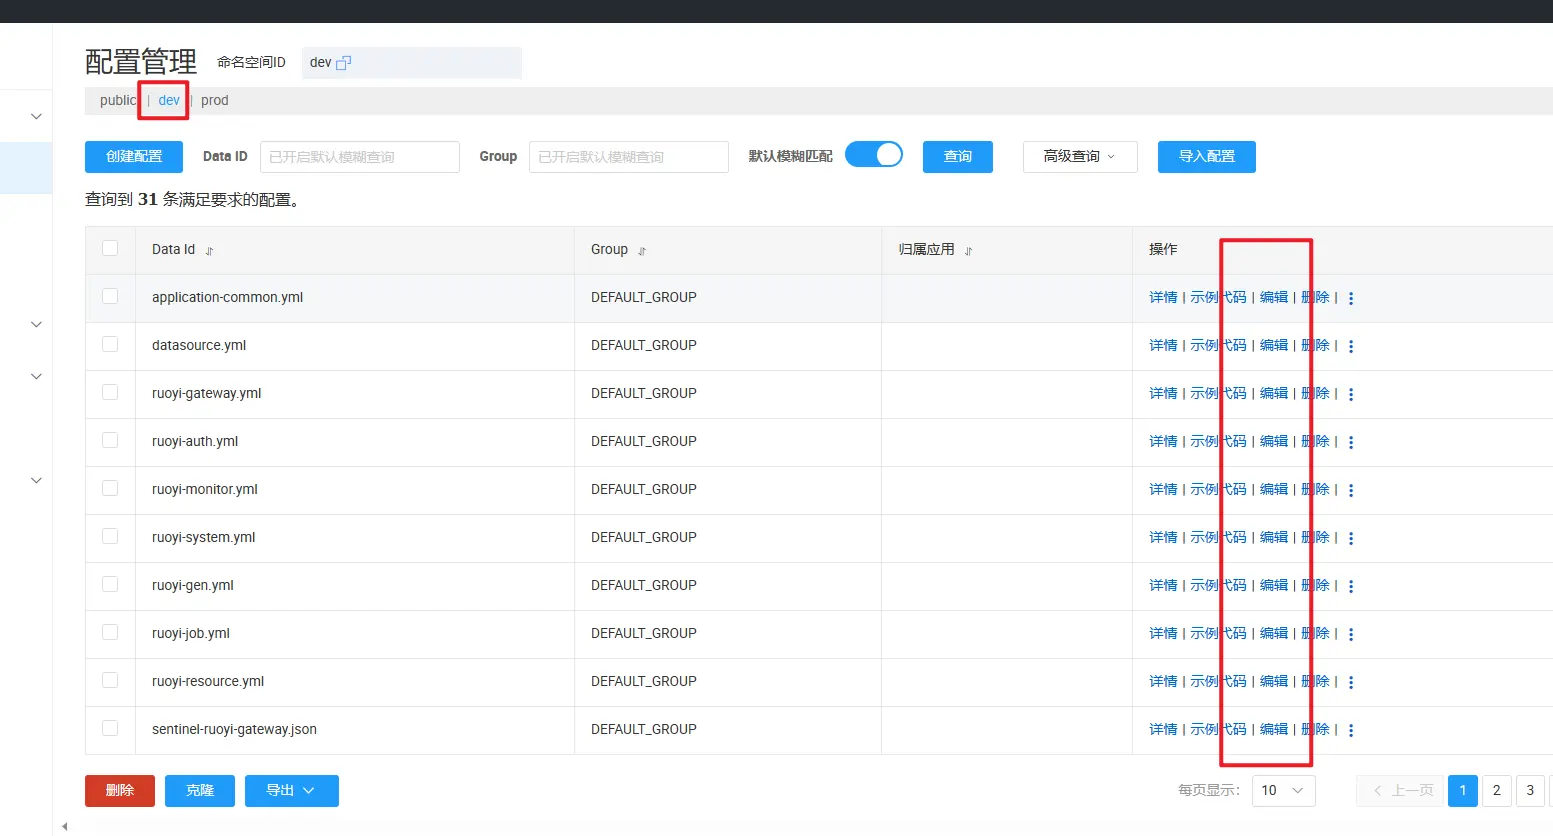 配置管理 命名空间ID dev
public | dev | prod
创建配置 Data ID 已开启默认模糊查询 Group 已开启默认模糊查询 默认模糊匹配 查询 高级查询 导入配置
查询到 31 条满足要求的配置。
Data Id Group 归属应用 操作
application-common.yml DEFAULT_GROUP 详情 | 示例代码 | 编辑 | 删除 |
datasource.yml DEFAULT_GROUP 详情 | 示例代码 | 编辑 | 删除 |
ruoyi-gateway.yml DEFAULT_GROUP 详情 | 示例代码 | 编辑 | 删除 |
ruoyi-auth.yml DEFAULT_GROUP 详情 | 示例代码 | 编辑 | 删除 |
ruoyi-monitor.yml DEFAULT_GROUP 详情 | 示例代码 | 编辑 | 删除 |
ruoyi-system.yml DEFAULT_GROUP 详情 | 示例代码 | 编辑 | 删除 |
ruoyi-gen.yml DEFAULT_GROUP 详情 | 示例代码 | 编辑 | 删除 |
ruoyi-job.yml DEFAULT_GROUP 详情 | 示例代码 | 编辑 | 删除 |
ruoyi-resource.yml DEFAULT_GROUP 详情 | 示例代码 | 编辑 | 删除 |
sentinel-ruoyi-gateway.json DEFAULT_GROUP 详情 | 示例代码 | 编辑 | 删除 |
删除 克隆 导出 每页显示: 10 上一页 1 2 3